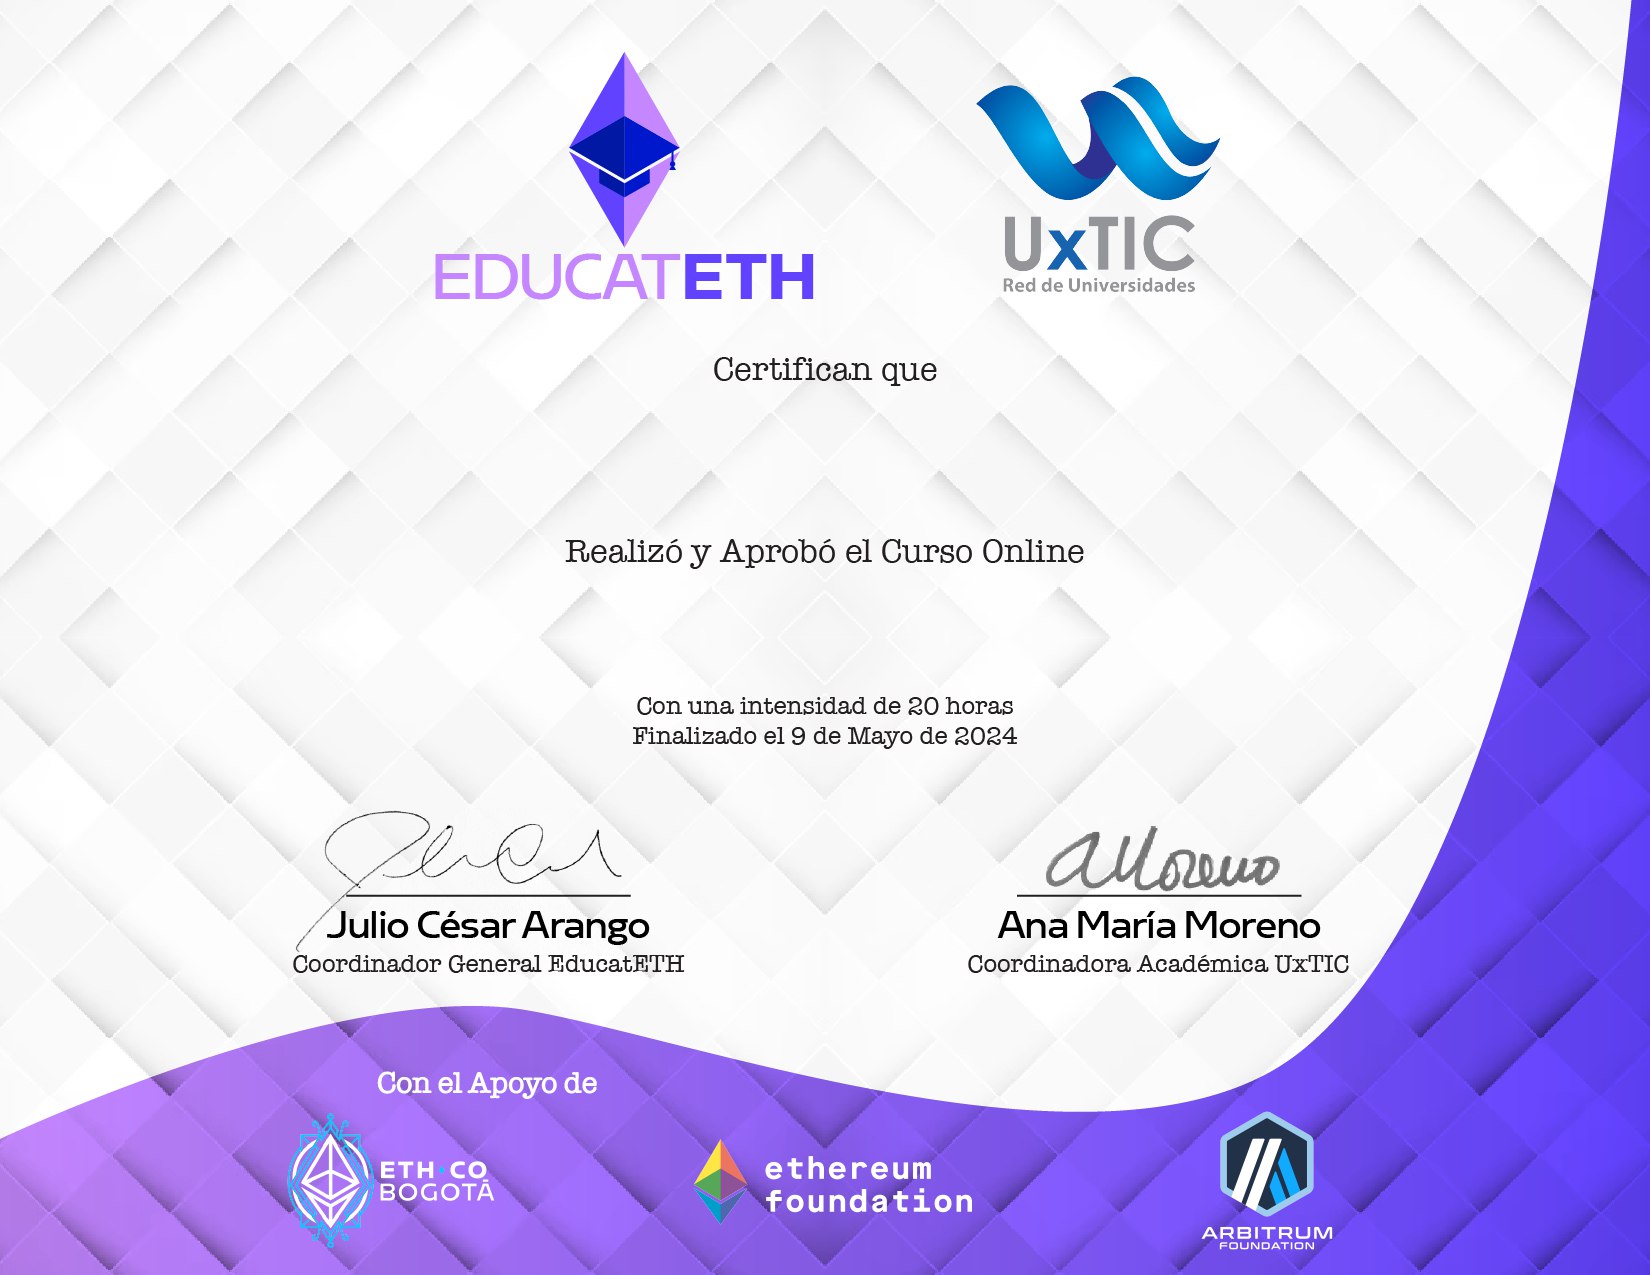 EDUCATETH
UxTIC
Red de Universidades
Certifican que
Realizó y Aprobó el Curso Online
Con una intensidad de 20 horas
Finalizado el 9 de Mayo de 2024
AMoreno
Julio César Arango
Coordinador General EducatETH
Ana María Moreno
Coordinadora Académica UxTIC
Con el Apoyo de
ETH·CO
BOGOTÁ
ethereum
foundation
ARBITRUM
FOUNDATION